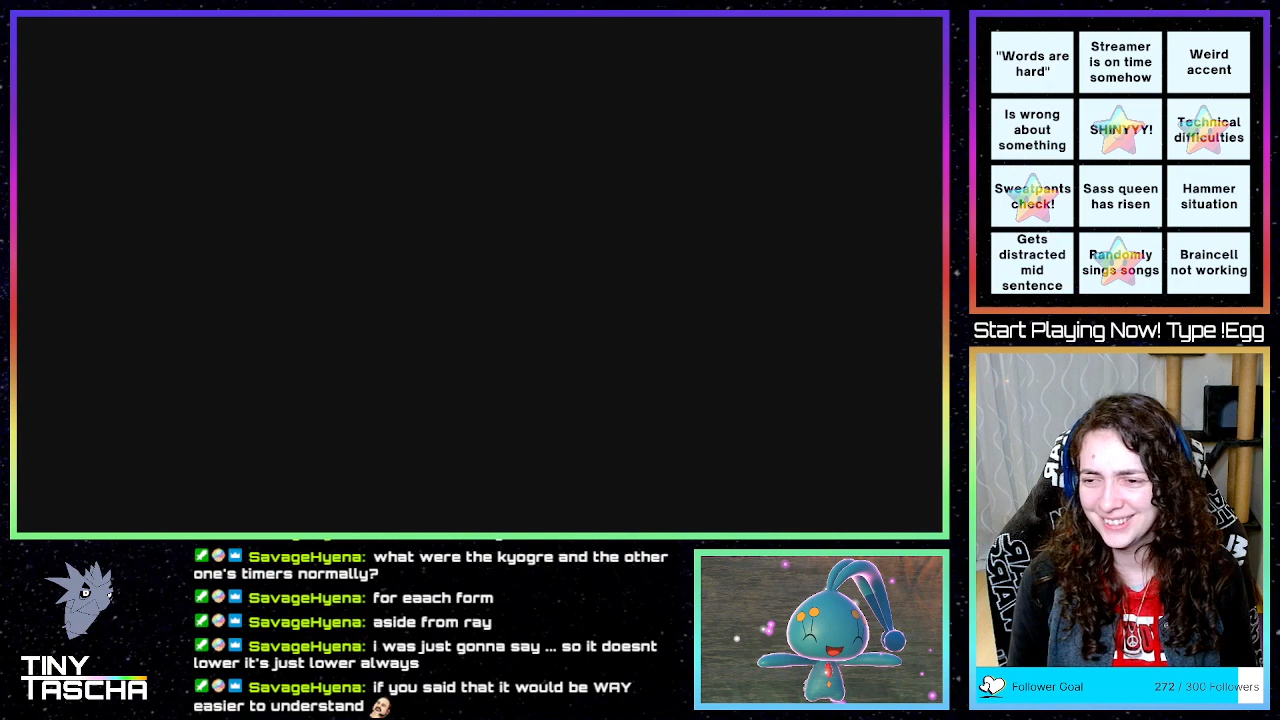 "Words are
hard"
Streamer
is on time
somehow
Weird
accent
Is wrong
about
something
SHINYYY!
Technical
difficulties
Sweatpants
check!
Sass queen
has risen
Hammer
situation
Gets
distracted
mid
sentence
Randomly
sings songs
Braincell
not working
Start Playing Now! Type !Egg
SavageHyena: what were the kyogre and the other
one's timers normally?
SavageHyena: for eaach form
SavageHyena: aside from ray
SavageHyena: i was just gonna say ... so it doesnt
lower it's just lower always
SavageHyena: if you said that it would be WAY
easier to understand
TINY
TASCHA
Follower Goal
272 / 300 Followers